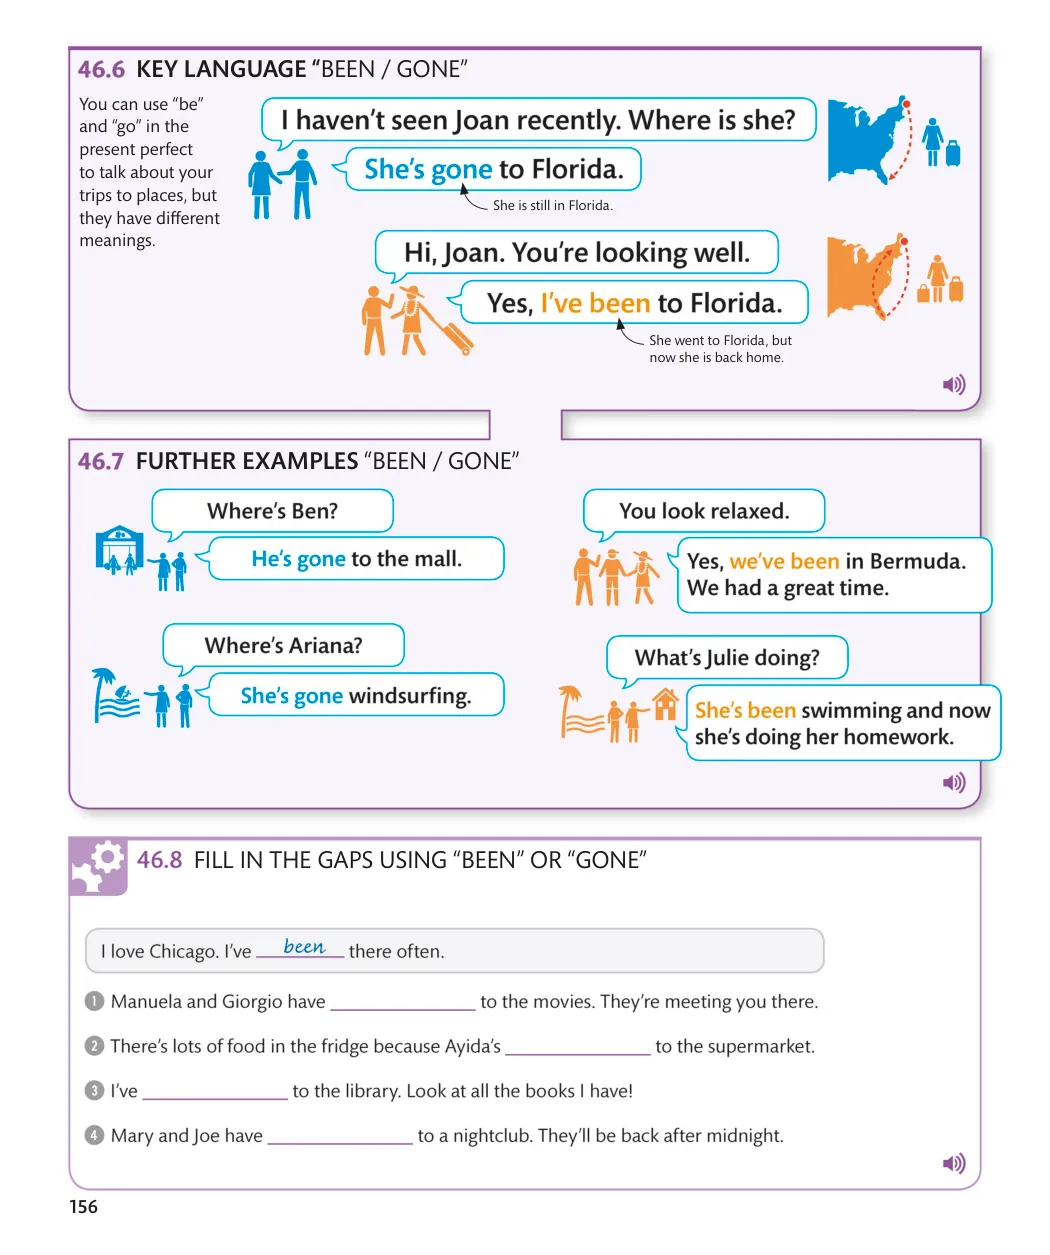 46.6 KEY LANGUAGE “BEEN / GONE”
You can use “be”
and “go” in the
present perfect
to talk about your
trips to places, but
they have different
meanings.
I haven’t seen Joan recently. Where is she?
She’s gone to Florida.
She is still in Florida.
Hi, Joan. You’re looking well.
Yes, I’ve been to Florida.
She went to Florida, but
now she is back home.
46.7 FURTHER EXAMPLES “BEEN / GONE”
Where’s Ben?
He’s gone to the mall.
You look relaxed.
Yes, we’ve been in Bermuda.
We had a great time.
Where’s Ariana?
She’s gone windsurfing.
What’s Julie doing?
She’s been swimming and now
she’s doing her homework.
46.8 FILL IN THE GAPS USING “BEEN” OR “GONE”
I love Chicago. I’ve been there often.
1 Manuela and Giorgio have ______________ to the movies. They’re meeting you there.
2 There’s lots of food in the fridge because Ayida’s ______________ to the supermarket.
3 I’ve ______________ to the library. Look at all the books I have!
4 Mary and Joe have ______________ to a nightclub. They’ll be back after midnight.
156